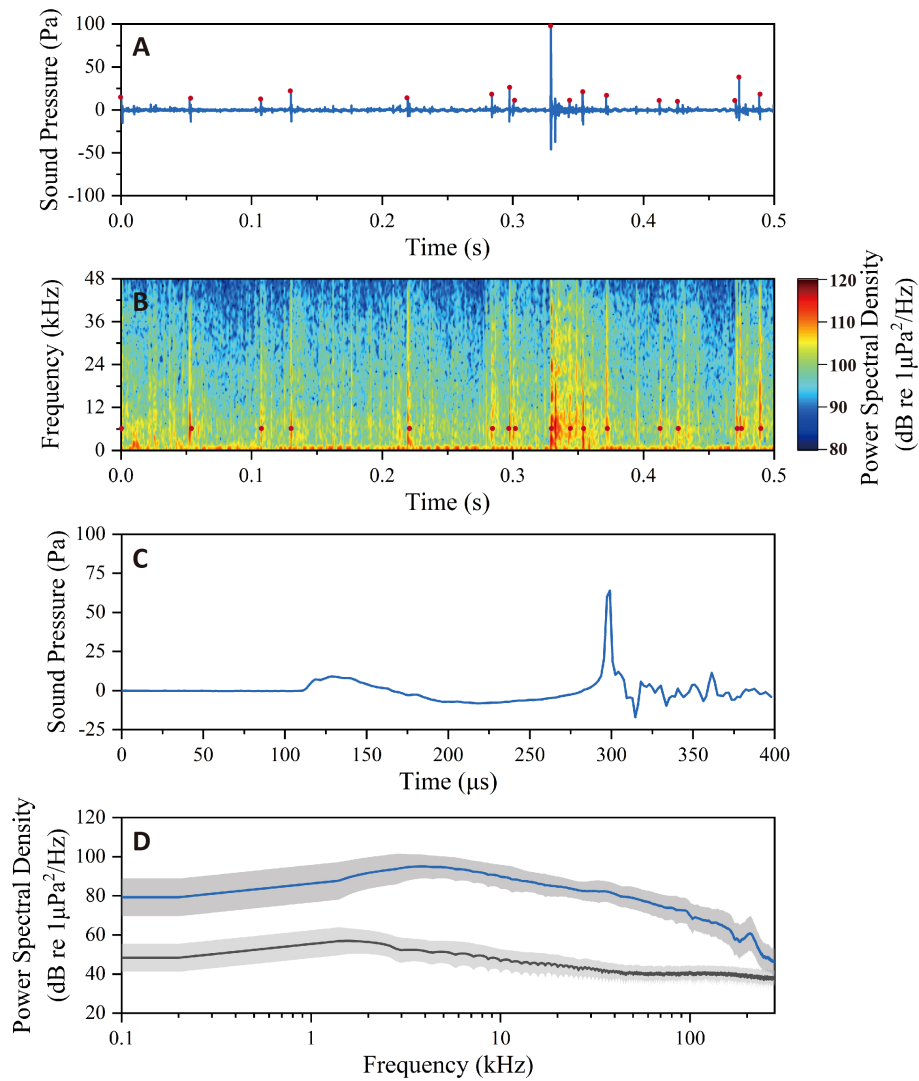 A
Sound Pressure (Pa)
100
50
0
-50
-100
0.0 0.1 0.2 0.3 0.4 0.5
Time (s)
B
Frequency (kHz)
48
36
24
12
0
0.0 0.1 0.2 0.3 0.4 0.5
Time (s)
120
110
100
90
80
Power Spectral Density
(dB re 1μPa²/Hz)
C
Sound Pressure (Pa)
100
75
50
25
0
-25
0 50 100 150 200 250 300 350 400
Time (μs)
D
Power Spectral Density
(dB re 1μPa²/Hz)
120
100
80
60
40
20
0.1 1 10 100
Frequency (kHz)